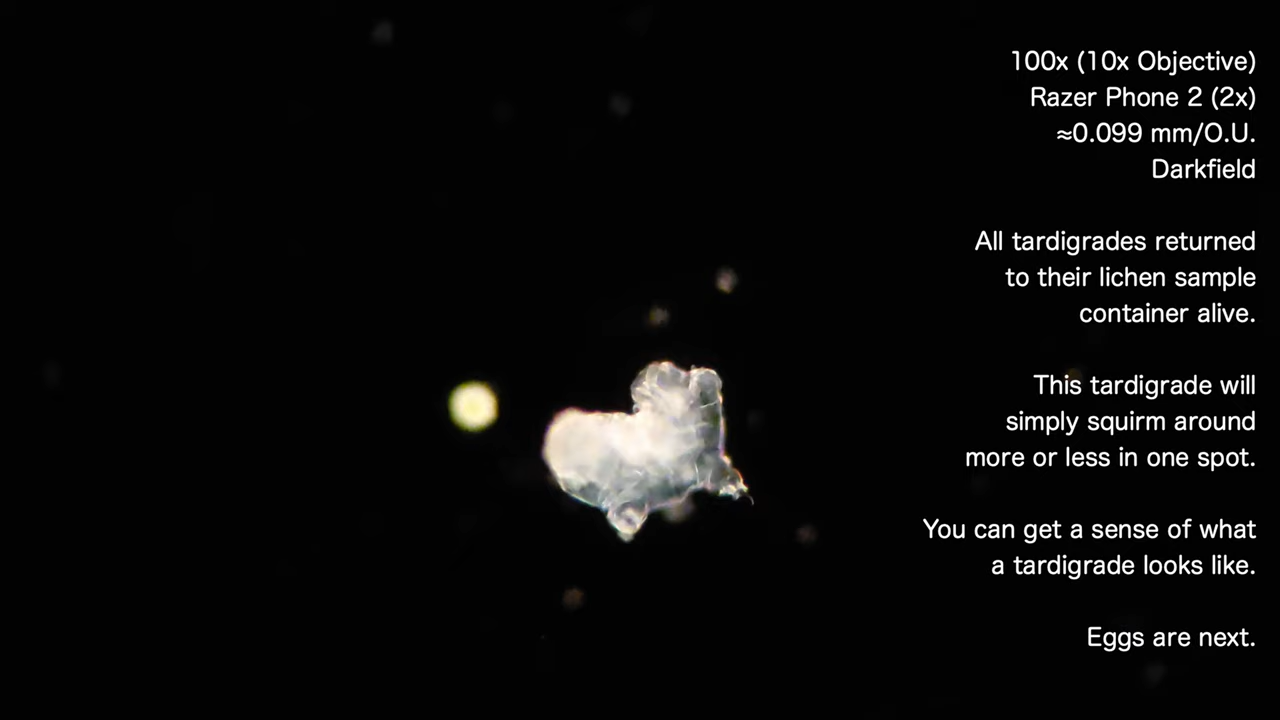 100x (10x Objective)
Razer Phone 2 (2x)
≈0.099 mm/O.U.
Darkfield
All tardigrades returned
to their lichen sample
container alive.
This tardigrade will
simply squirm around
more or less in one spot.
You can get a sense of what
a tardigrade looks like.
Eggs are next.